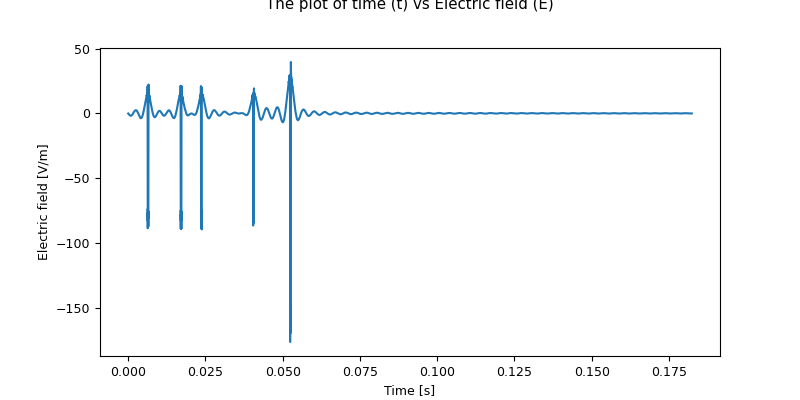 The plot of time (t) vs Electric field (E)
50
0
−50
−100
−150
Electric field [V/m]
0.000 0.025 0.050 0.075 0.100 0.125 0.150 0.175
Time [s]